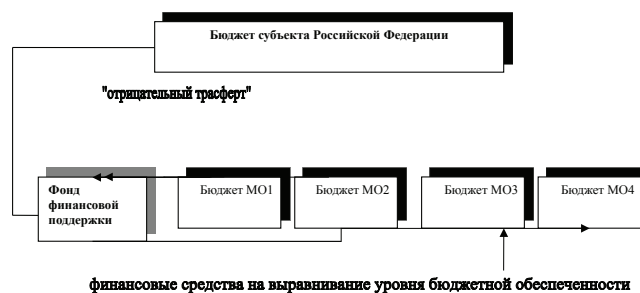 Бюджет субъекта Российской Федерации
"отрицательный трасферт"
Фонд
финансовой
поддержки
Бюджет МО1
Бюджет МО2
Бюджет МО3
Бюджет МО4
финансовые средства на выравнивание уровня бюджетной обеспеченности